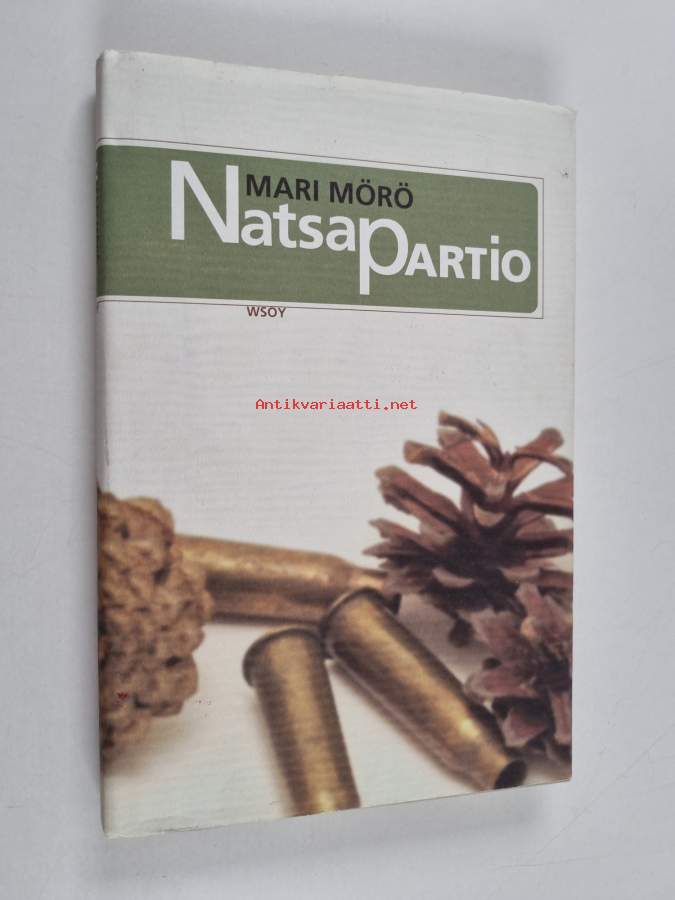 MARI MÖRÖ
NatsaPARTiO
WSOY
Antikvariaatti.net